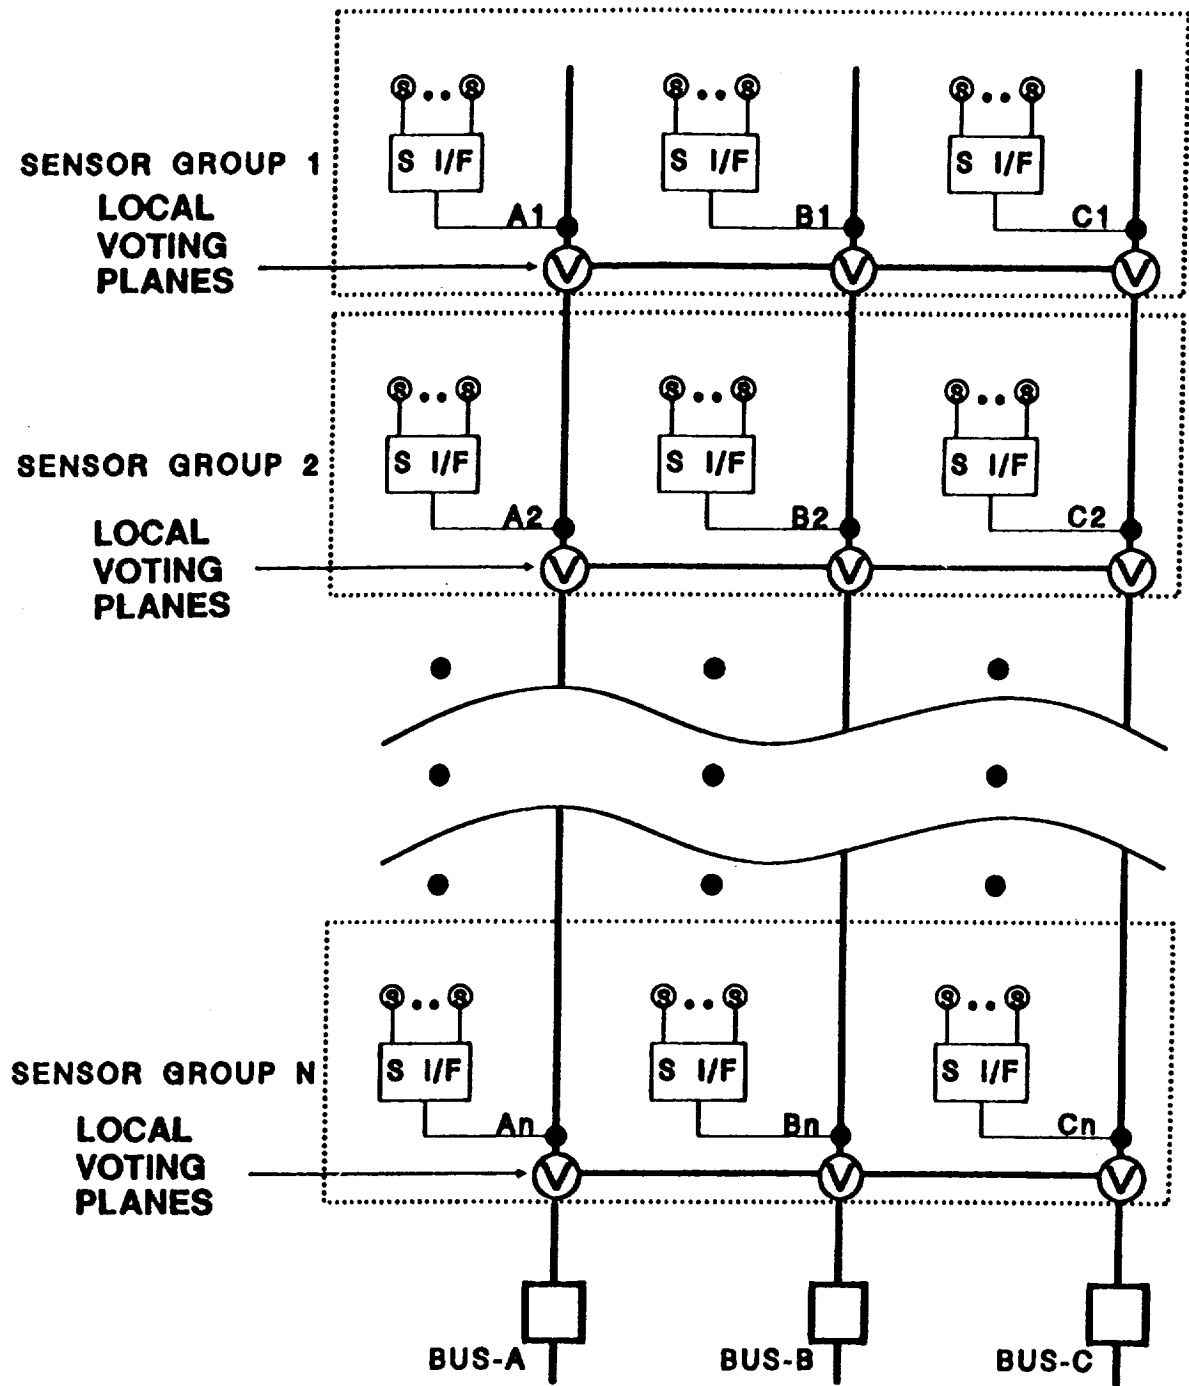 S S S S S S
SENSOR GROUP 1 S I/F S I/F S I/F
LOCAL
VOTING
PLANES
A1 B1 C1
V V V
S S S S S S
SENSOR GROUP 2 S I/F S I/F S I/F
LOCAL
VOTING
PLANES
A2 B2 C2
V V V
S S S S S S
SENSOR GROUP N S I/F S I/F S I/F
LOCAL
VOTING
PLANES
An Bn Cn
V V V
BUS-A BUS-B BUS-C